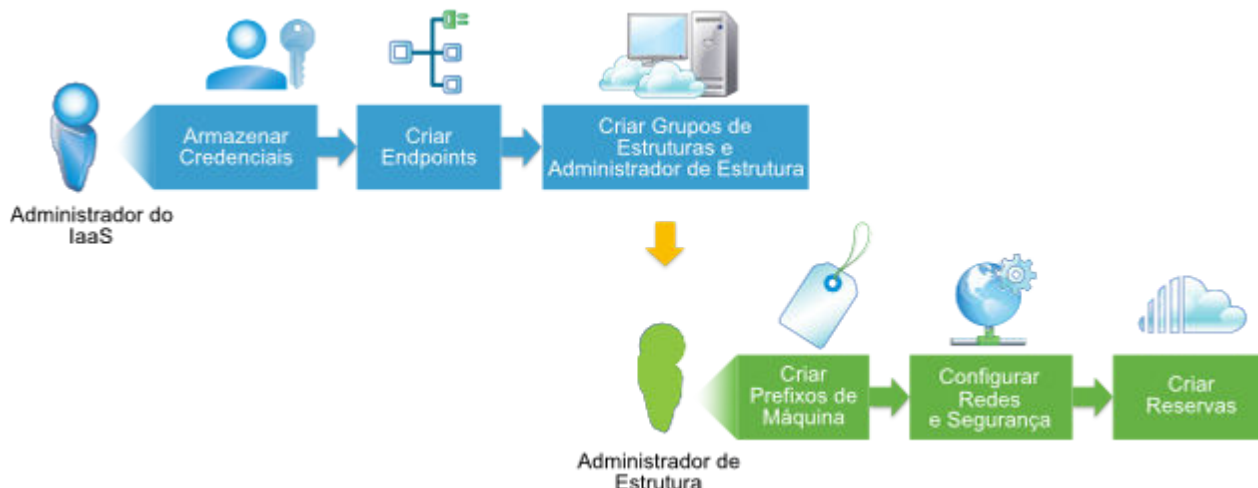 Armazenar
Credenciais
Criar
Endpoints
Criar Grupos de
Estruturas e
Administrador de Estrutura
Administrador do
IaaS
Criar
Prefixos de
Máquina
Configurar
Redes
e Segurança
Criar
Reservas
Administrador de
Estrutura